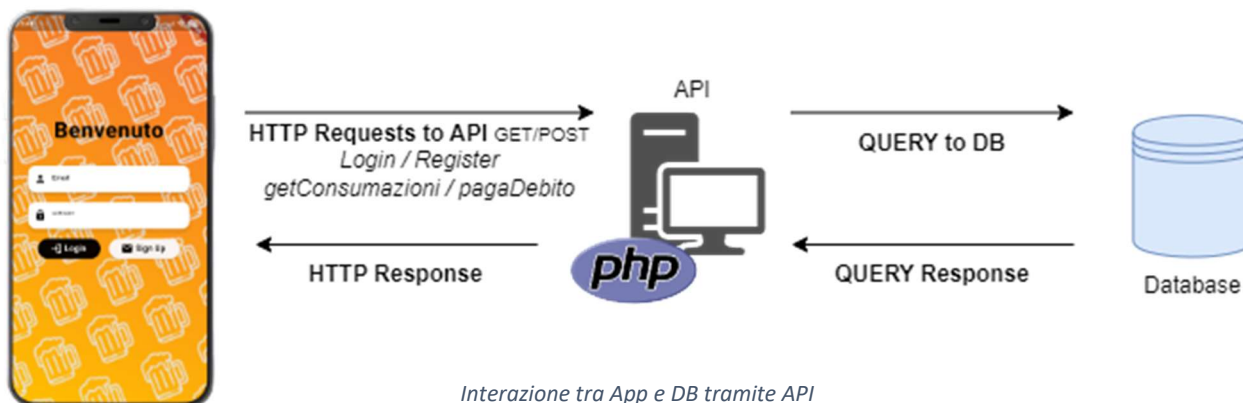 Benvenuto
Email
Login
Sign Up
HTTP Requests to API GET/POST
Login / Register
getConsumazioni / pagaDebito
HTTP Response
API
php
QUERY to DB
QUERY Response
Database
Interazione tra App e DB tramite API